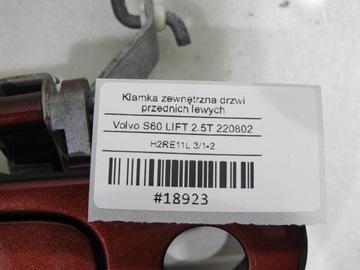 Klamka zewnętrzna drzwi
przednich lewych
Volvo S60 LIFT 2.5T 220802
H2RE11L 3/1-2
#18923